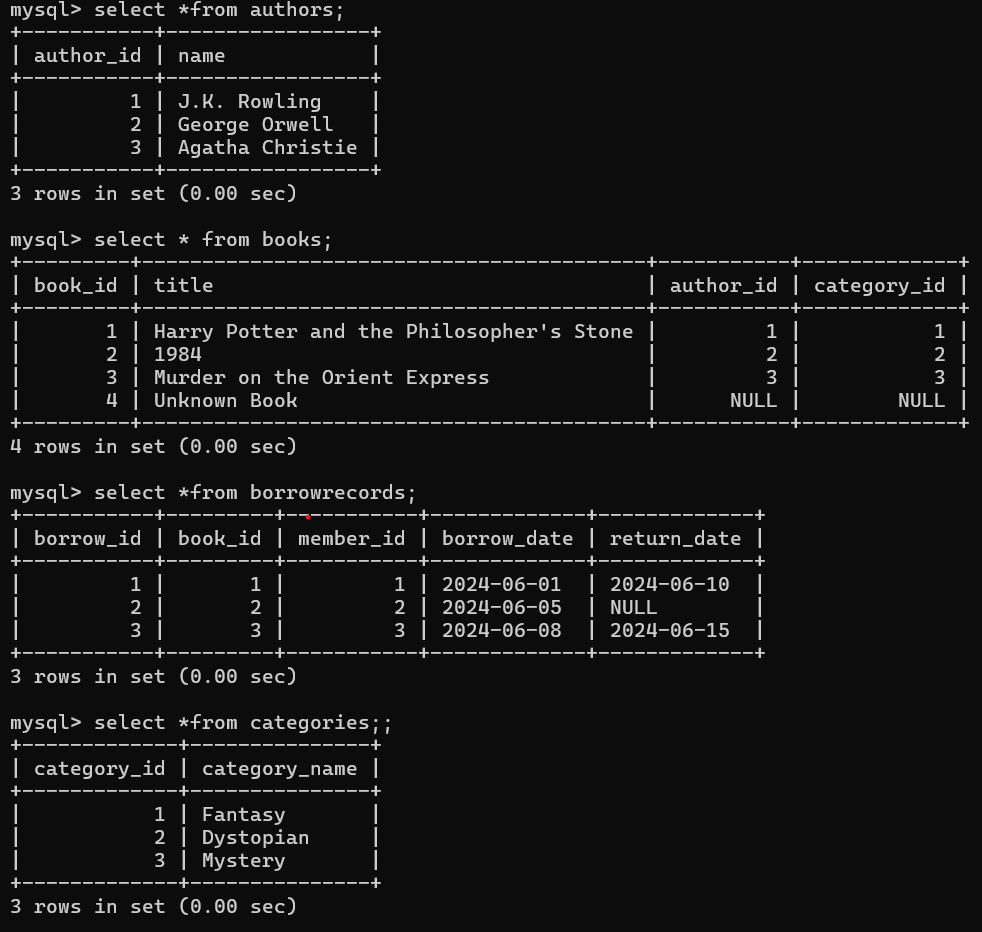 mysql> select *from authors;
+-----------+-----------------+
| author_id | name            |
+-----------+-----------------+
|         1 | J.K. Rowling    |
|         2 | George Orwell   |
|         3 | Agatha Christie |
+-----------+-----------------+
3 rows in set (0.00 sec)

mysql> select * from books;
+---------+------------------------------------------+-----------+-------------+
| book_id | title                                    | author_id | category_id |
+---------+------------------------------------------+-----------+-------------+
|       1 | Harry Potter and the Philosopher's Stone |         1 |           1 |
|       2 | 1984                                     |         2 |           2 |
|       3 | Murder on the Orient Express             |         3 |           3 |
|       4 | Unknown Book                             |      NULL |        NULL |
+---------+------------------------------------------+-----------+-------------+
4 rows in set (0.00 sec)

mysql> select *from borrowrecords;
+-----------+---------+-----------+-------------+-------------+
| borrow_id | book_id | member_id | borrow_date | return_date |
+-----------+---------+-----------+-------------+-------------+
|         1 |       1 |         1 | 2024-06-01  | 2024-06-10  |
|         2 |       2 |         2 | 2024-06-05  | NULL        |
|         3 |       3 |         3 | 2024-06-08  | 2024-06-15  |
+-----------+---------+-----------+-------------+-------------+
3 rows in set (0.00 sec)

mysql> select *from categories;;
+-------------+---------------+
| category_id | category_name |
+-------------+---------------+
|           1 | Fantasy       |
|           2 | Dystopian     |
|           3 | Mystery       |
+-------------+---------------+
3 rows in set (0.00 sec)